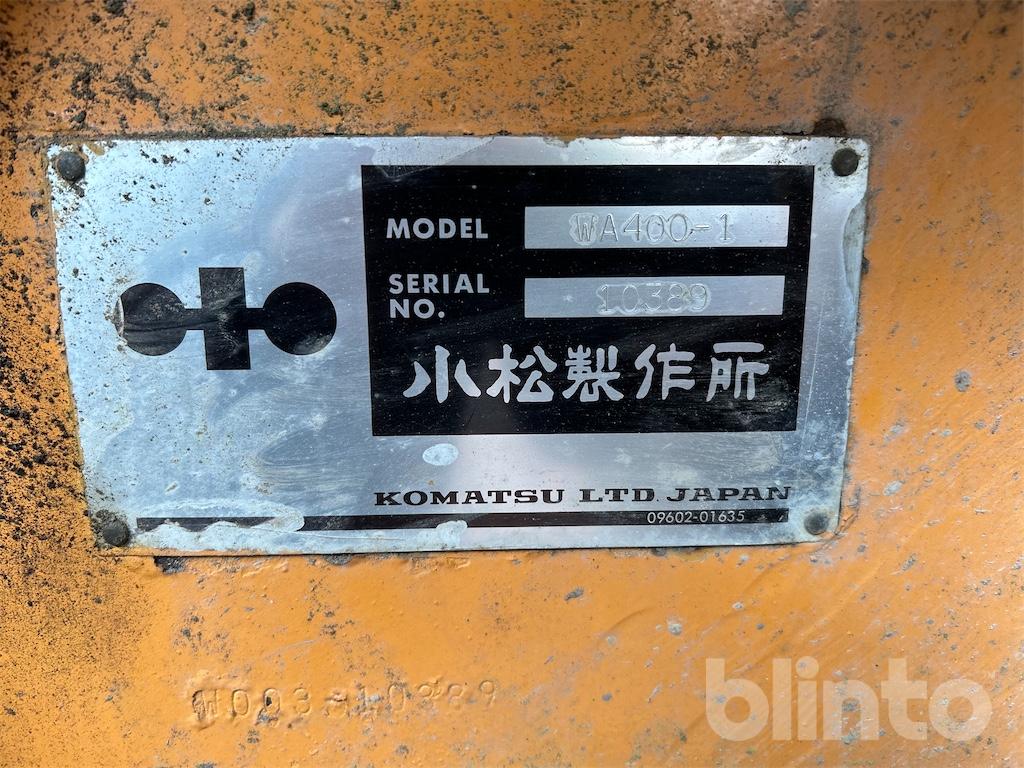 MODEL WA400-1
SERIAL NO. 10389
小松製作所
KOMATSU LTD. JAPAN
09602-01635
blinto